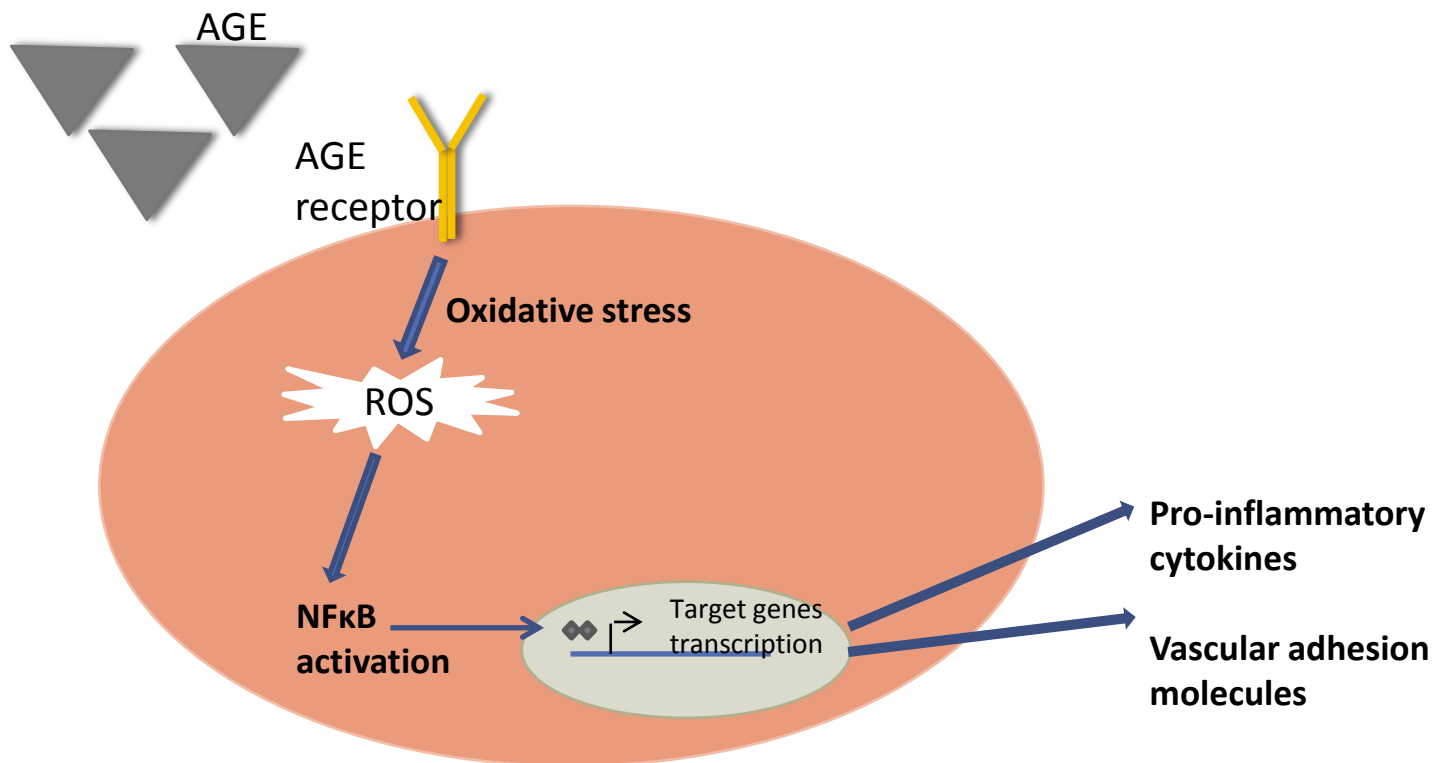 AGE
AGE
receptor
Oxidative stress
ROS
NFκB
activation
Target genes
transcription
Pro-inflammatory
cytokines
Vascular adhesion
molecules